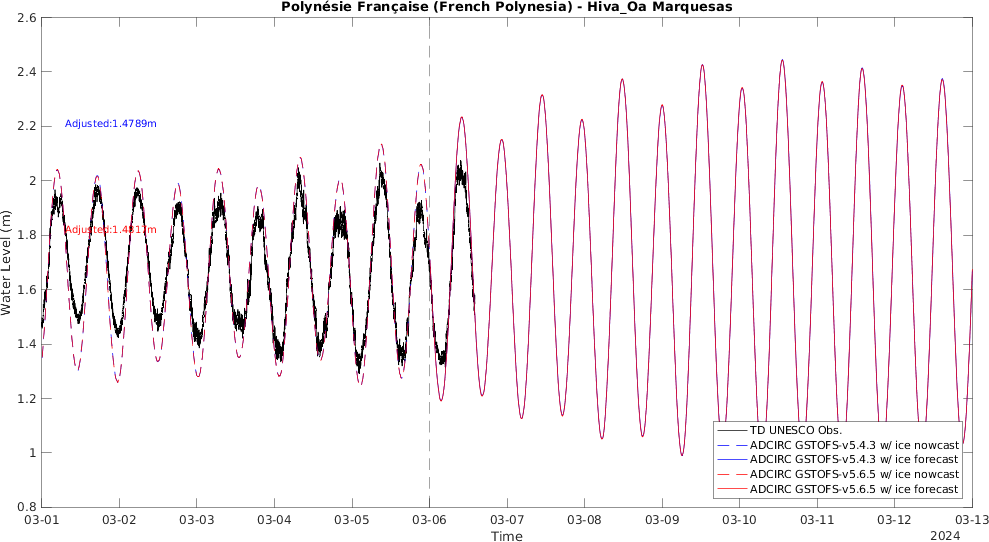 Polynésie Française (French Polynesia) - Hiva_Oa Marquesas
2.6
2.4
2.2
2
1.8
1.6
1.4
1.2
1
0.8
Water Level (m)
Adjusted:1.4789m
Adjusted:1.4817m
TD UNESCO Obs.
ADCIRC GSTOFS-v5.4.3 w/ ice nowcast
ADCIRC GSTOFS-v5.4.3 w/ ice forecast
ADCIRC GSTOFS-v5.6.5 w/ ice nowcast
ADCIRC GSTOFS-v5.6.5 w/ ice forecast
03-01 03-02 03-03 03-04 03-05 03-06 03-07 03-08 03-09 03-10 03-11 03-12 03-13
Time
2024